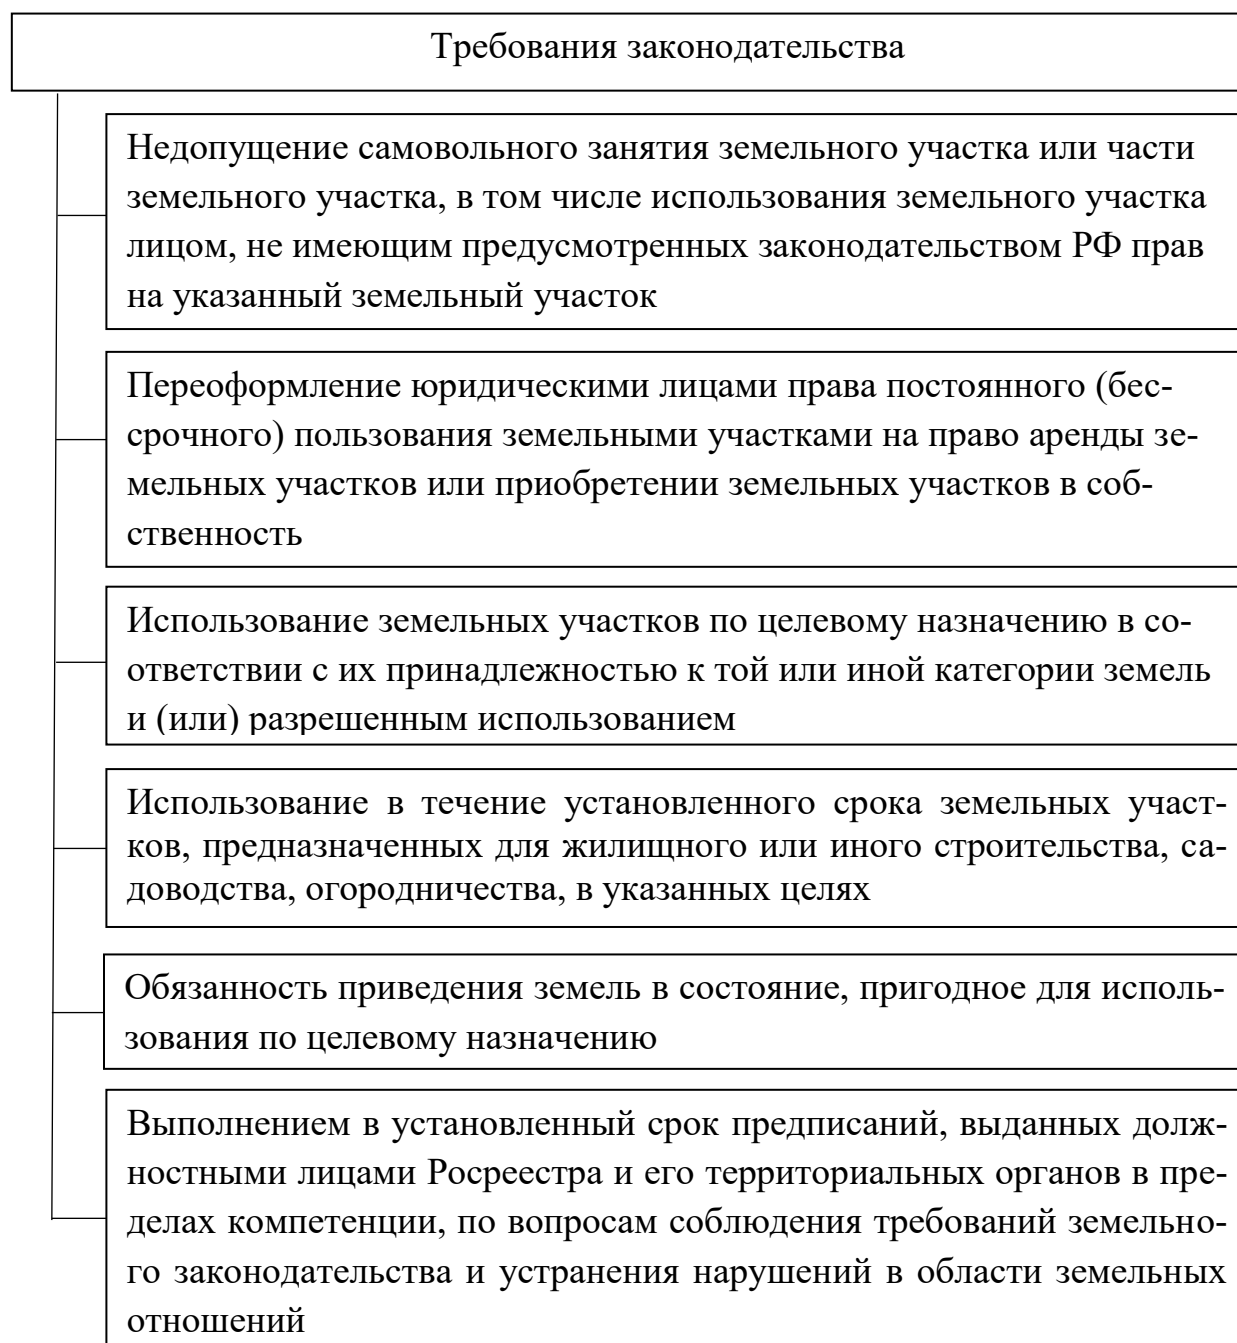 Требования законодательства
Недопущение самовольного занятия земельного участка или части
земельного участка, в том числе использования земельного участка
лицом, не имеющим предусмотренных законодательством РФ прав
на указанный земельный участок
Переоформление юридическими лицами права постоянного (бес-
срочного) пользования земельными участками на право аренды зе-
мельных участков или приобретении земельных участков в соб-
ственность
Использование земельных участков по целевому назначению в со-
ответствии с их принадлежностью к той или иной категории земель
и (или) разрешенным использованием
Использование в течение установленного срока земельных участ-
ков, предназначенных для жилищного или иного строительства, са-
доводства, огородничества, в указанных целях
Обязанность приведения земель в состояние, пригодное для исполь-
зования по целевому назначению
Выполнением в установленный срок предписаний, выданных долж-
ностными лицами Росреестра и его территориальных органов в пре-
делах компетенции, по вопросам соблюдения требований земельно-
го законодательства и устранения нарушений в области земельных
отношений